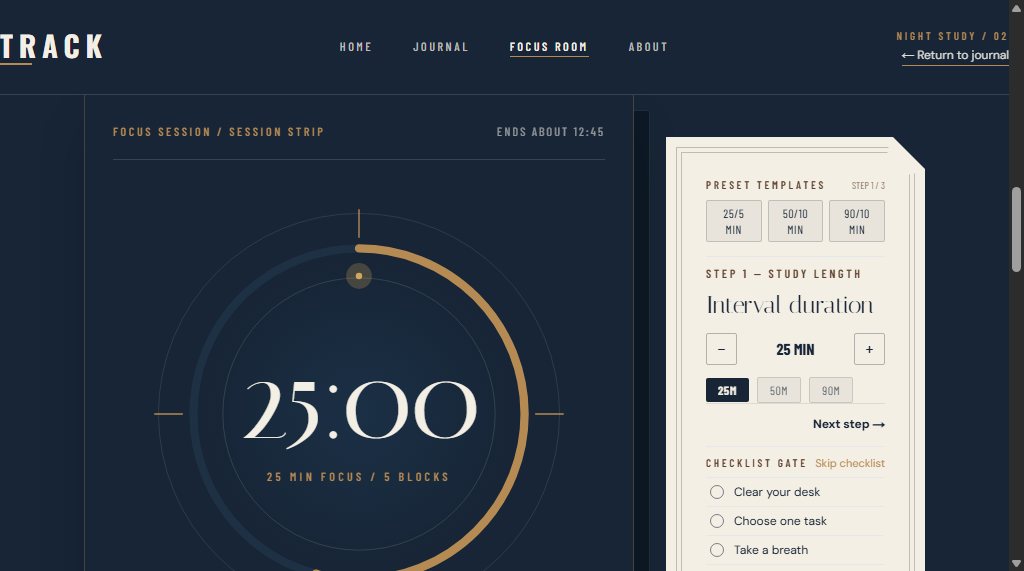 TRACK
HOME
JOURNAL
FOCUS ROOM
ABOUT
NIGHT STUDY / 02
← Return to journal
FOCUS SESSION / SESSION STRIP
ENDS ABOUT 12:45
25:00
25 MIN FOCUS / 5 BLOCKS
PRESET TEMPLATES
STEP 1 / 3
25/5
MIN
50/10
MIN
90/10
MIN
STEP 1 — STUDY LENGTH
Interval duration
−
25 MIN
+
25M
50M
90M
Next step →
CHECKLIST GATE
Skip checklist
Clear your desk
Choose one task
Take a breath